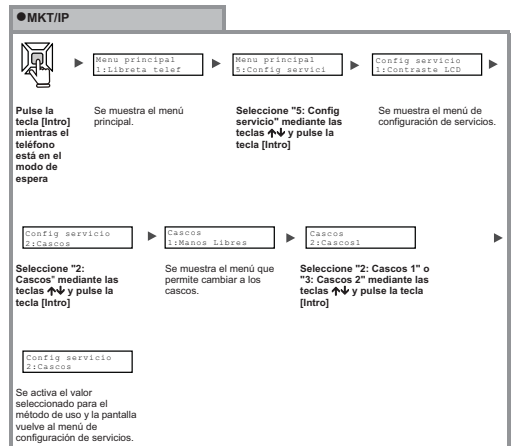 ●MKT/IP
Menu principal
1:Libreta telef
Menu principal
5:Config servici
Config servicio
1:Contraste LCD
Pulse la
tecla [Intro]
mientras el
teléfono
está en el
modo de
espera
Se muestra el menú
principal.
Seleccione "5: Config
servicio" mediante las
teclas ↑↓ y pulse la
tecla [Intro]
Se muestra el menú de
configuración de servicios.
Config servicio
2:Cascos
Cascos
1:Manos Libres
Cascos
2:Cascos1
Seleccione "2:
Cascos" mediante las
teclas ↑↓ y pulse la
tecla [Intro]
Se muestra el menú que
permite cambiar a los
cascos.
Seleccione "2: Cascos 1" o
"3: Cascos 2" mediante las
teclas ↑↓ y pulse la tecla
[Intro]
Config servicio
2:Cascos
Se activa el valor
seleccionado para el
método de uso y la pantalla
vuelve al menú de
configuración de servicios.